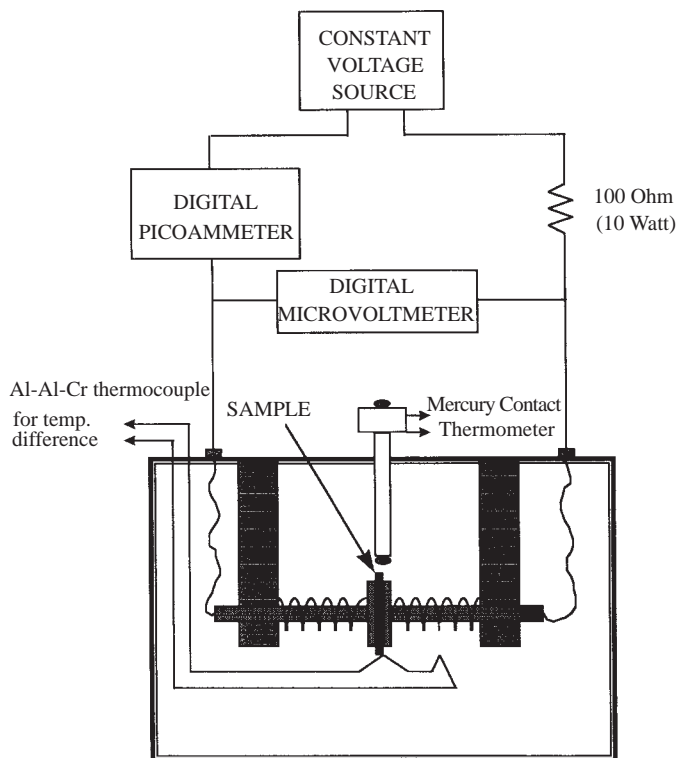 CONSTANT
VOLTAGE
SOURCE
DIGITAL
PICOAMMETER
100 Ohm
(10 Watt)
DIGITAL
MICROVOLTMETER
Al-Al-Cr thermocouple
for temp.
difference
SAMPLE
Mercury Contact
Thermometer